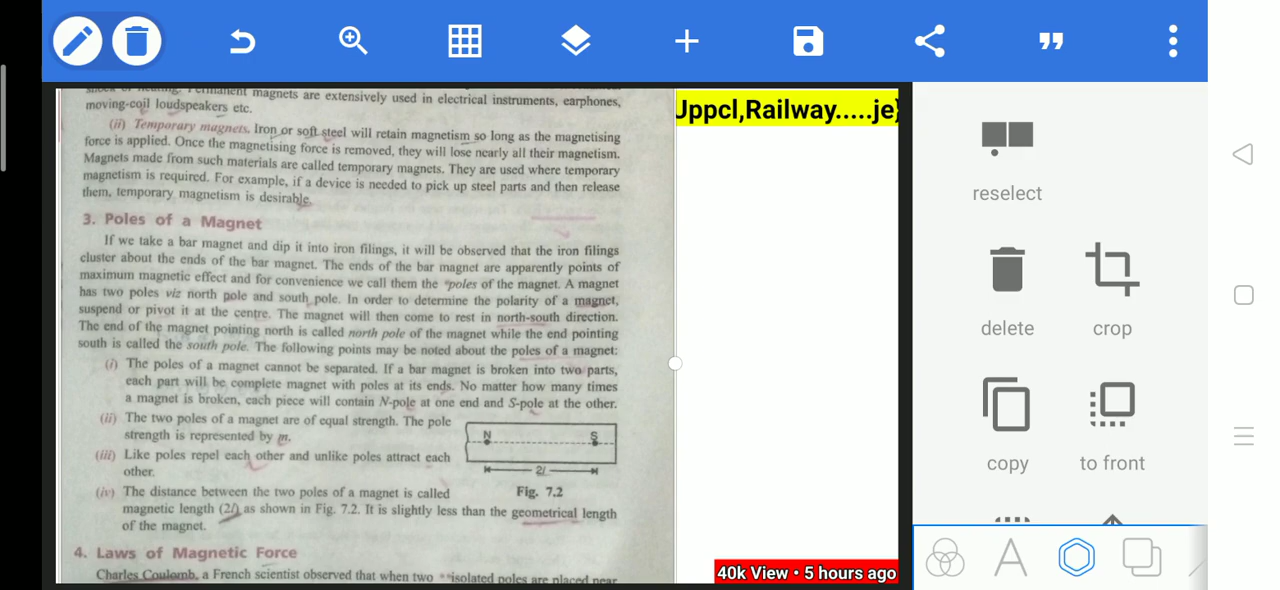 shock or heating. Permanent magnets are extensively used in electrical instruments, earphones,
moving-coil loudspeakers etc.
(ii) Temporary magnets. Iron or soft steel will retain magnetism so long as the magnetising
force is applied. Once the magnetising force is removed, they will lose nearly all their magnetism.
Magnets made from such materials are called temporary magnets. They are used where temporary
magnetism is required. For example, if a device is needed to pick up steel parts and then release
them, temporary magnetism is desirable.
3. Poles of a Magnet
If we take a bar magnet and dip it into iron filings, it will be observed that the iron filings
cluster about the ends of the bar magnet. The ends of the bar magnet are apparently points of
maximum magnetic effect and for convenience we call them the *poles of the magnet. A magnet
has two poles viz north pole and south pole. In order to determine the polarity of a magnet,
suspend or pivot it at the centre. The magnet will then come to rest in north-south direction.
The end of the magnet pointing north is called north pole of the magnet while the end pointing
south is called the south pole. The following points may be noted about the poles of a magnet:
(i) The poles of a magnet cannot be separated. If a bar magnet is broken into two parts,
each part will be complete magnet with poles at its ends. No matter how many times
a magnet is broken, each piece will contain N-pole at one end and S-pole at the other.
(ii) The two poles of a magnet are of equal strength. The pole
strength is represented by m.
(iii) Like poles repel each other and unlike poles attract each
other.
(iv) The distance between the two poles of a magnet is called
magnetic length (2l) as shown in Fig. 7.2. It is slightly less than the geometrical length
of the magnet.
N S
2l
Fig. 7.2
4. Laws of Magnetic Force
Charles Coulomb, a French scientist observed that when two **isolated poles are placed near
Uppcl,Railway.....je}
40k View • 5 hours ago
reselect
delete
crop
copy
to front